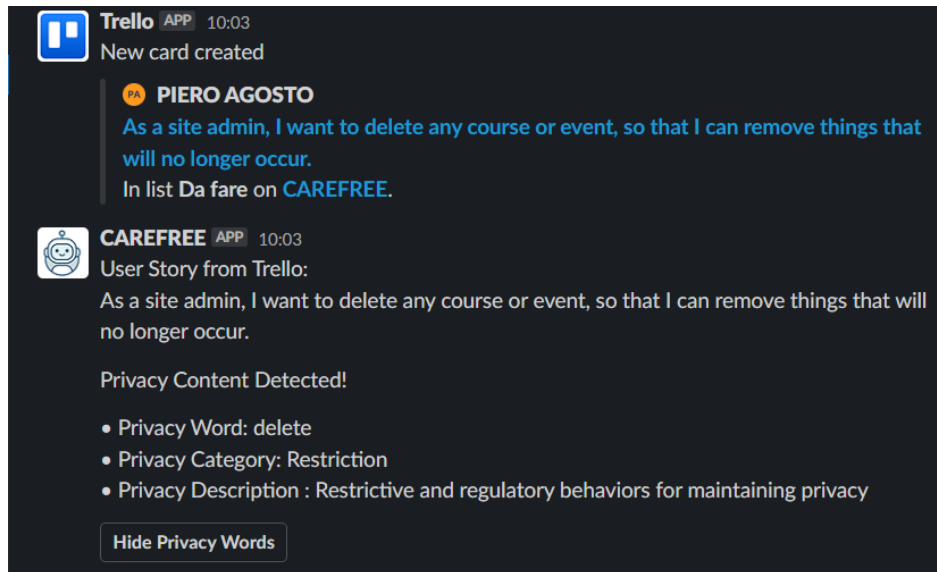 Trello APP 10:03
New card created
PA PIERO AGOSTO
As a site admin, I want to delete any course or event, so that I can remove things that
will no longer occur.
In list Da fare on CAREFREE.
CAREFREE APP 10:03
User Story from Trello:
As a site admin, I want to delete any course or event, so that I can remove things that will
no longer occur.
Privacy Content Detected!
• Privacy Word: delete
• Privacy Category: Restriction
• Privacy Description : Restrictive and regulatory behaviors for maintaining privacy
Hide Privacy Words